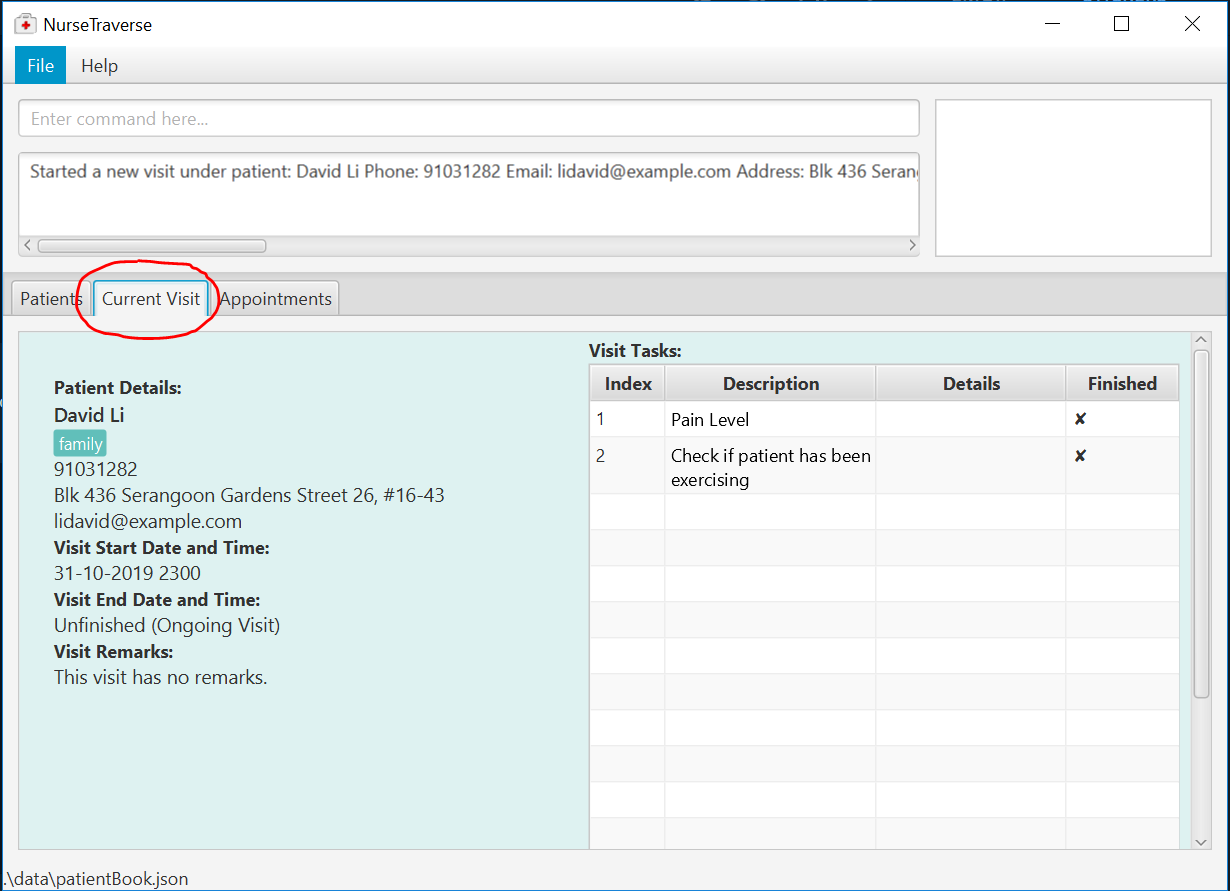 NurseTraverse
File Help
Enter command here...
Started a new visit under patient: David Li Phone: 91031282 Email: lidavid@example.com Address: Blk 436 Seran
Patients Current Visit Appointments
Patient Details:
David Li
family
91031282
Blk 436 Serangoon Gardens Street 26, #16-43
lidavid@example.com
Visit Start Date and Time:
31-10-2019 2300
Visit End Date and Time:
Unfinished (Ongoing Visit)
Visit Remarks:
This visit has no remarks.
Visit Tasks:
Index Description Details Finished
1 Pain Level ✘
2 Check if patient has been ✘
exercising
.\data\patientBook.json